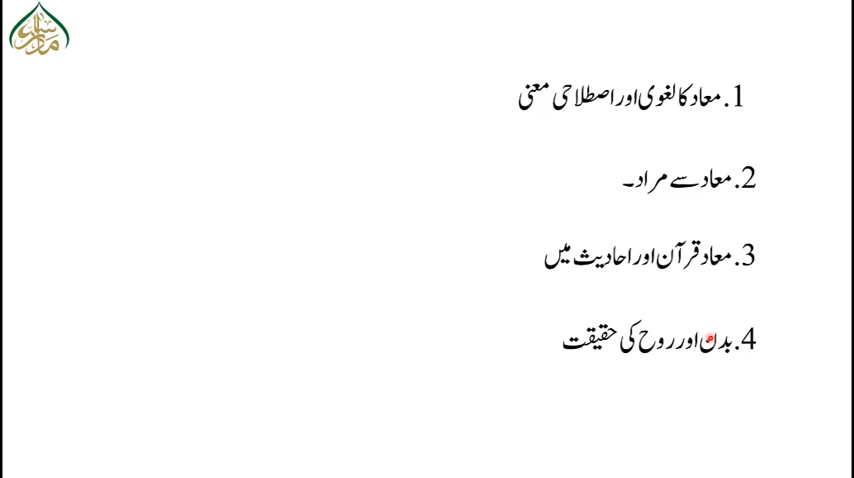 1. معاد کا لغوی اور اصطلاحی معنی
2. معاد سے مراد۔
3. معاد قرآن اور احادیث میں
4. بدن اور روح کی حقیقت